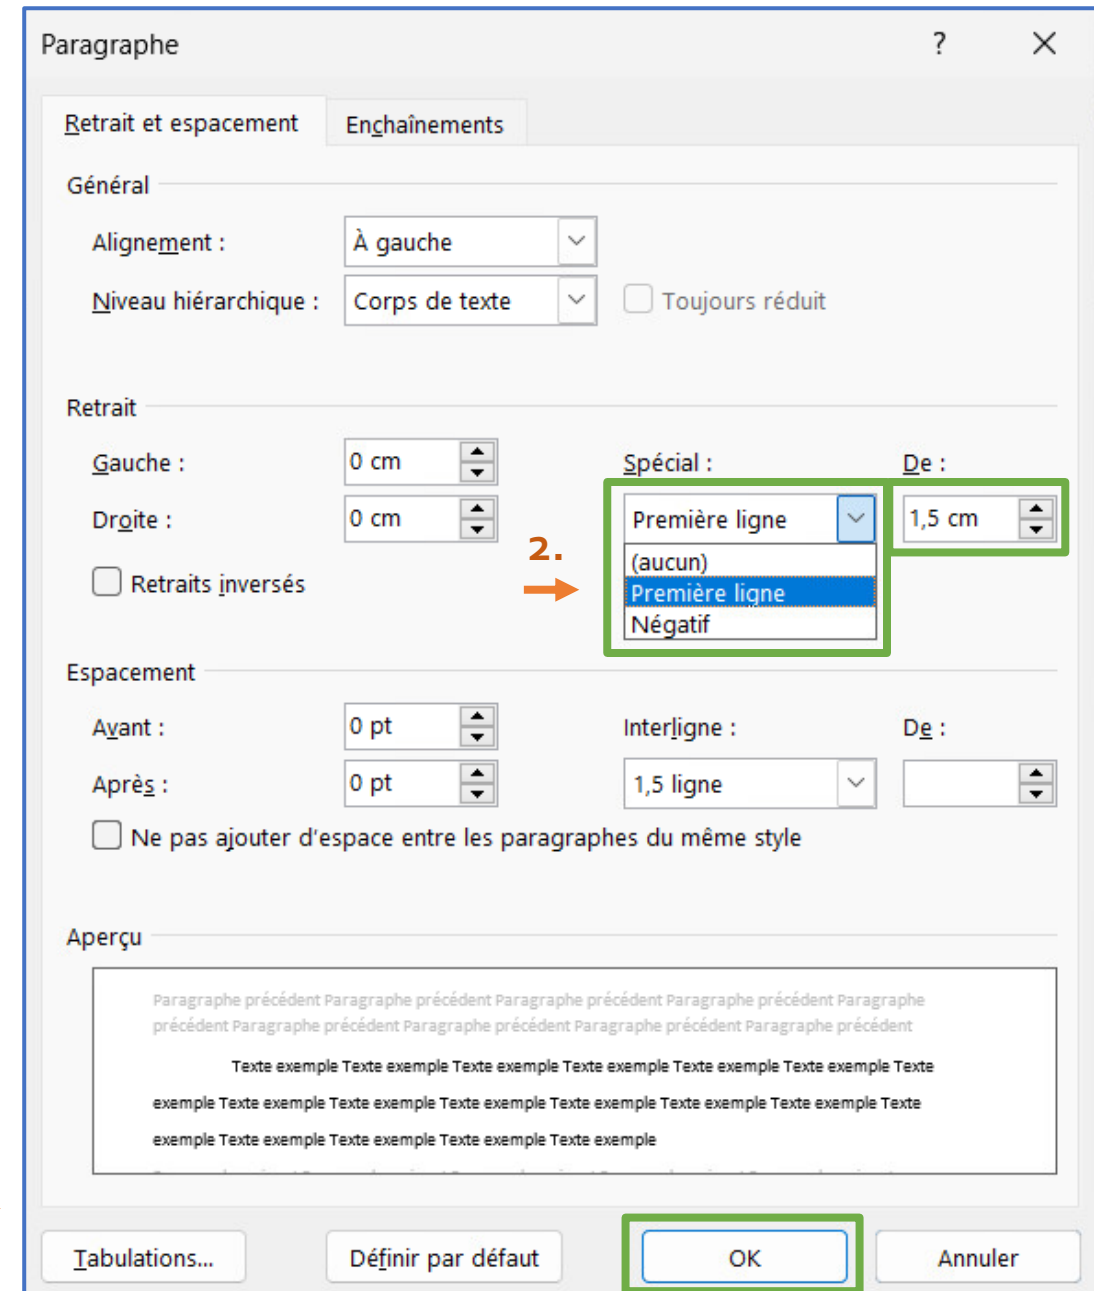 Paragraphe ?
Retrait et espacement Enchaînements
Général
Alignement : À gauche
Niveau hiérarchique : Corps de texte Toujours réduit
Retrait
Gauche : 0 cm Spécial : De :
Droite : 0 cm Première ligne 1,5 cm
2.
(aucun)
Retraits inversés Première ligne
Négatif
Espacement
Avant : 0 pt Interligne : De :
Après : 0 pt 1,5 ligne
Ne pas ajouter d'espace entre les paragraphes du même style
Aperçu
Paragraphe précédent Paragraphe précédent Paragraphe précédent Paragraphe précédent Paragraphe
précédent Paragraphe précédent Paragraphe précédent Paragraphe précédent Paragraphe précédent
Texte exemple Texte exemple Texte exemple Texte exemple Texte exemple Texte exemple Texte
exemple Texte exemple Texte exemple Texte exemple Texte exemple Texte exemple Texte exemple Texte
exemple Texte exemple Texte exemple Texte exemple Texte exemple
Tabulations... Définir par défaut OK Annuler